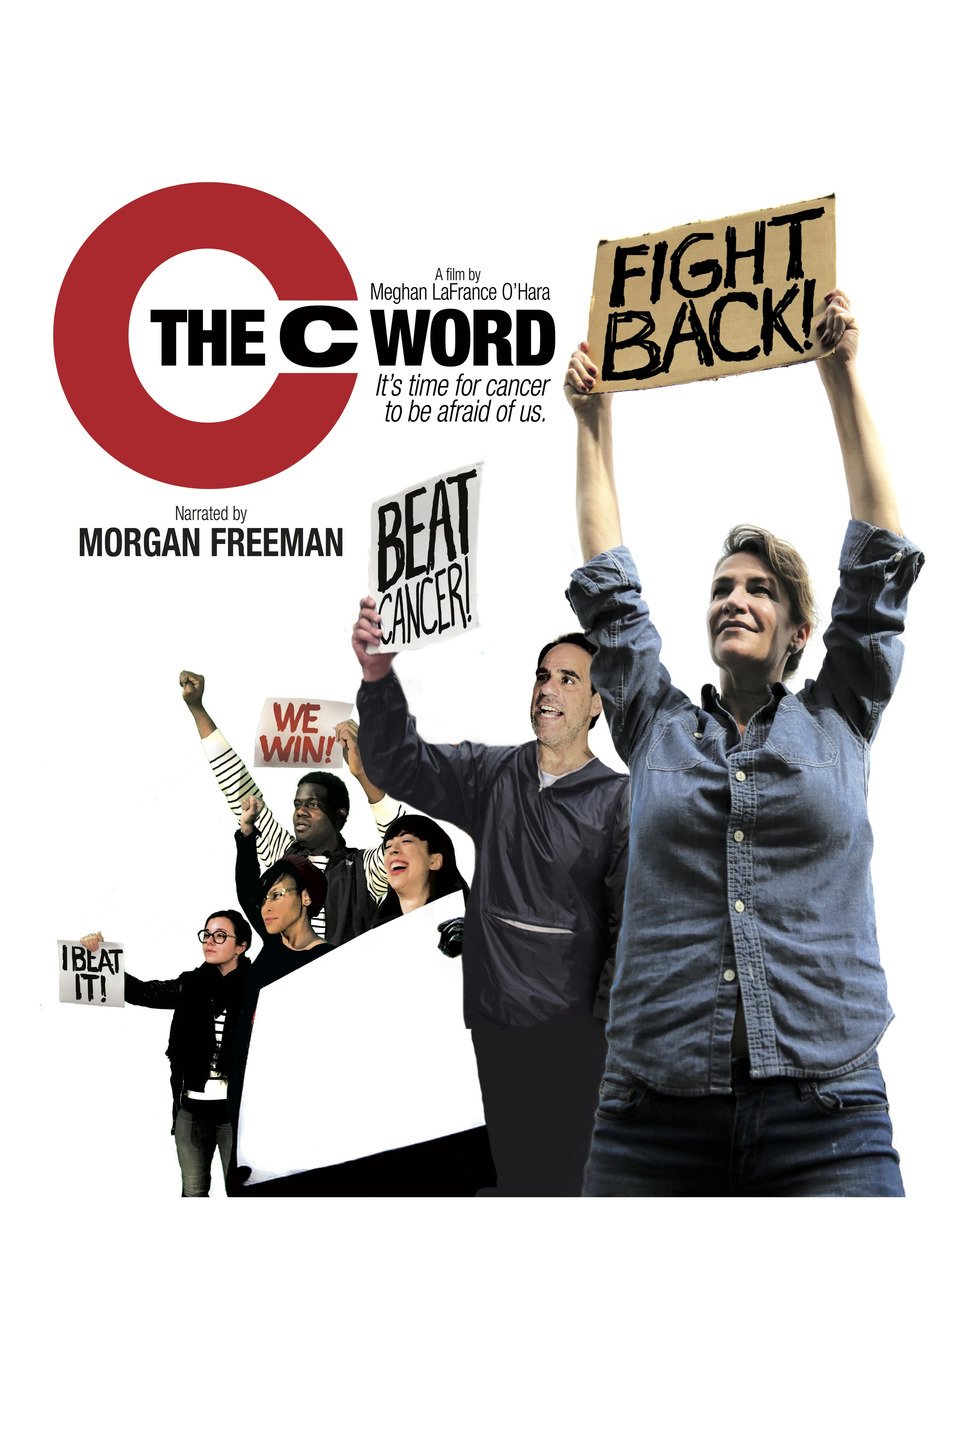 A film by
Meghan LaFrance O'Hara
THE C WORD
It's time for cancer
to be afraid of us.
Narrated by
MORGAN FREEMAN
FIGHT
BACK!
BEAT
CANCER!
WE
WIN!
I BEAT
IT!